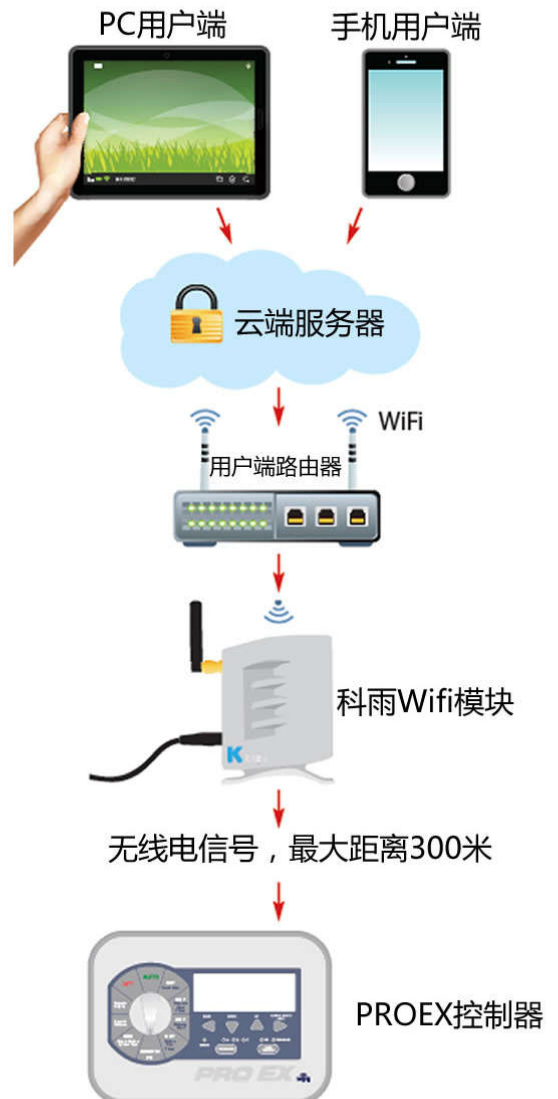 PC用户端
手机用户端
云端服务器
WiFi
用户端路由器
科雨Wifi模块
K
无线电信号，最大距离300米
AUTO
OFF
PRO EX
PROEX控制器